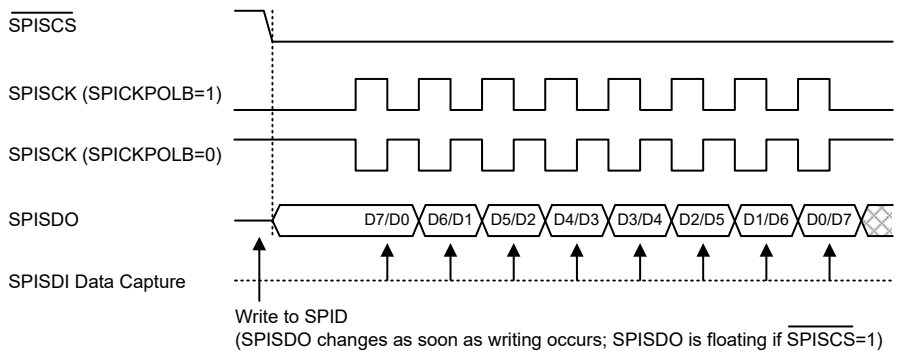 SPISCS
SPISCK (SPICKPOLB=1)
SPISCK (SPICKPOLB=0)
SPISDO D7/D0 D6/D1 D5/D2 D4/D3 D3/D4 D2/D5 D1/D6 D0/D7
SPISDI Data Capture
Write to SPID
(SPISDO changes as soon as writing occurs; SPISDO is floating if SPISCS=1)